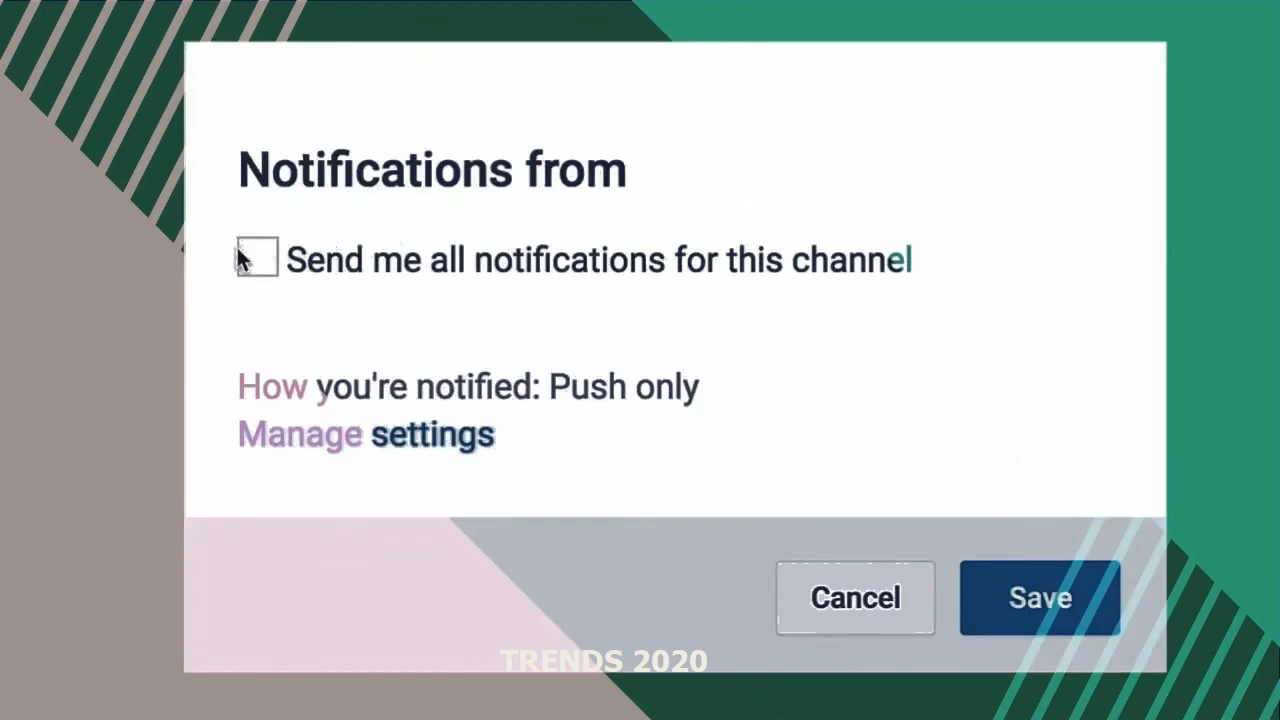 Notifications from
Send me all notifications for this channel
How you're notified: Push only
Manage settings
Cancel
Save
TRENDS 2020